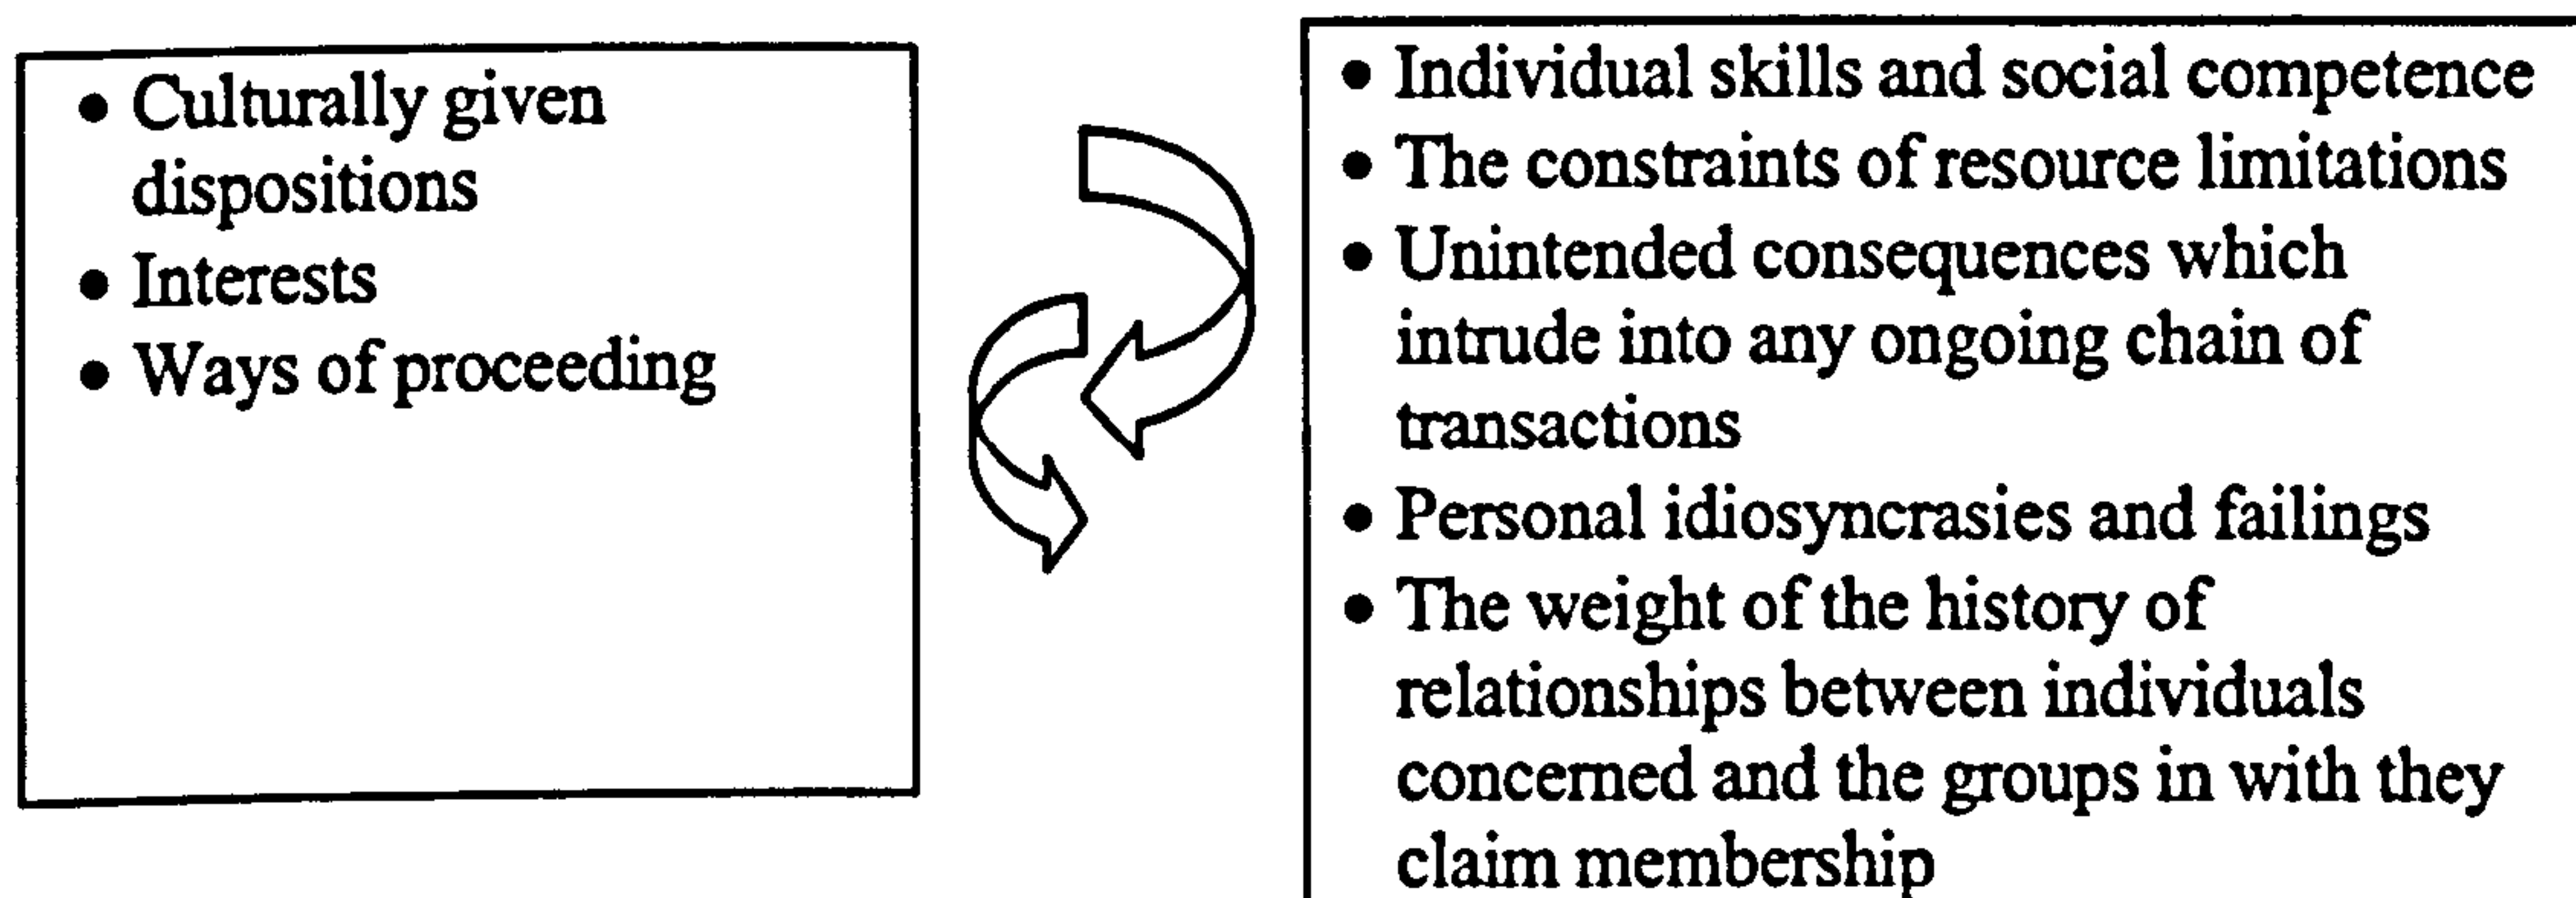 • Culturally given
dispositions
• Interests
• Ways of proceeding
• Individual skills and social competence
• The constraints of resource limitations
• Unintended consequences which
intrude into any ongoing chain of
transactions
• Personal idiosyncrasies and failings
• The weight of the history of
relationships between individuals
concerned and the groups in with they
claim membership